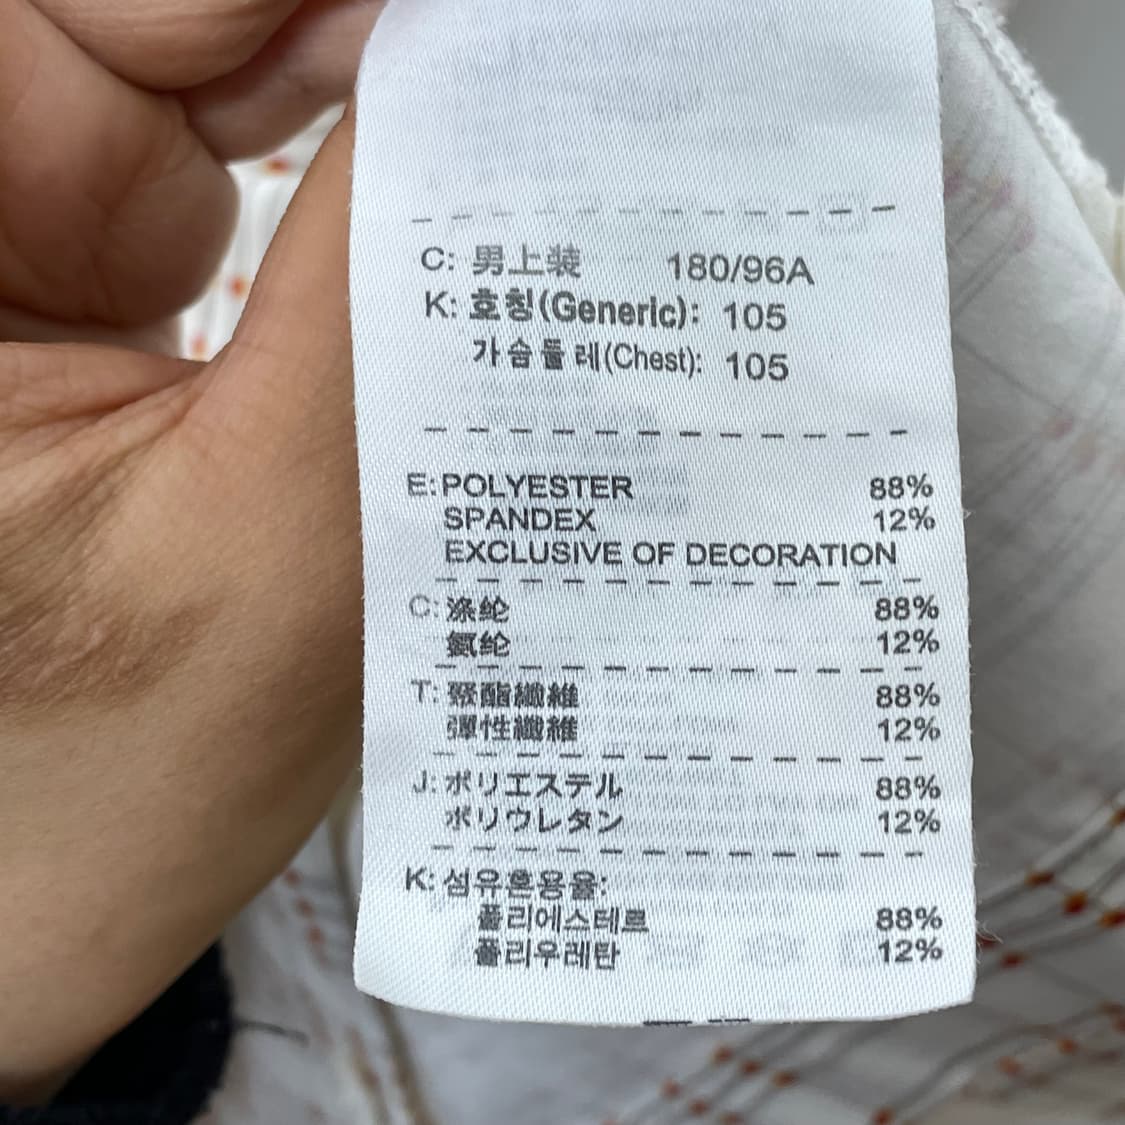 C: 男上装 180/96A
K: 호칭(Generic): 105
가슴둘레(Chest): 105
E: POLYESTER 88%
SPANDEX 12%
EXCLUSIVE OF DECORATION
C: 涤纶 88%
氨纶 12%
T: 聚酯纖維 88%
彈性纖維 12%
J: ポリエステル 88%
ポリウレタン 12%
K: 섬유혼용율:
폴리에스테르 88%
폴리우레탄 12%